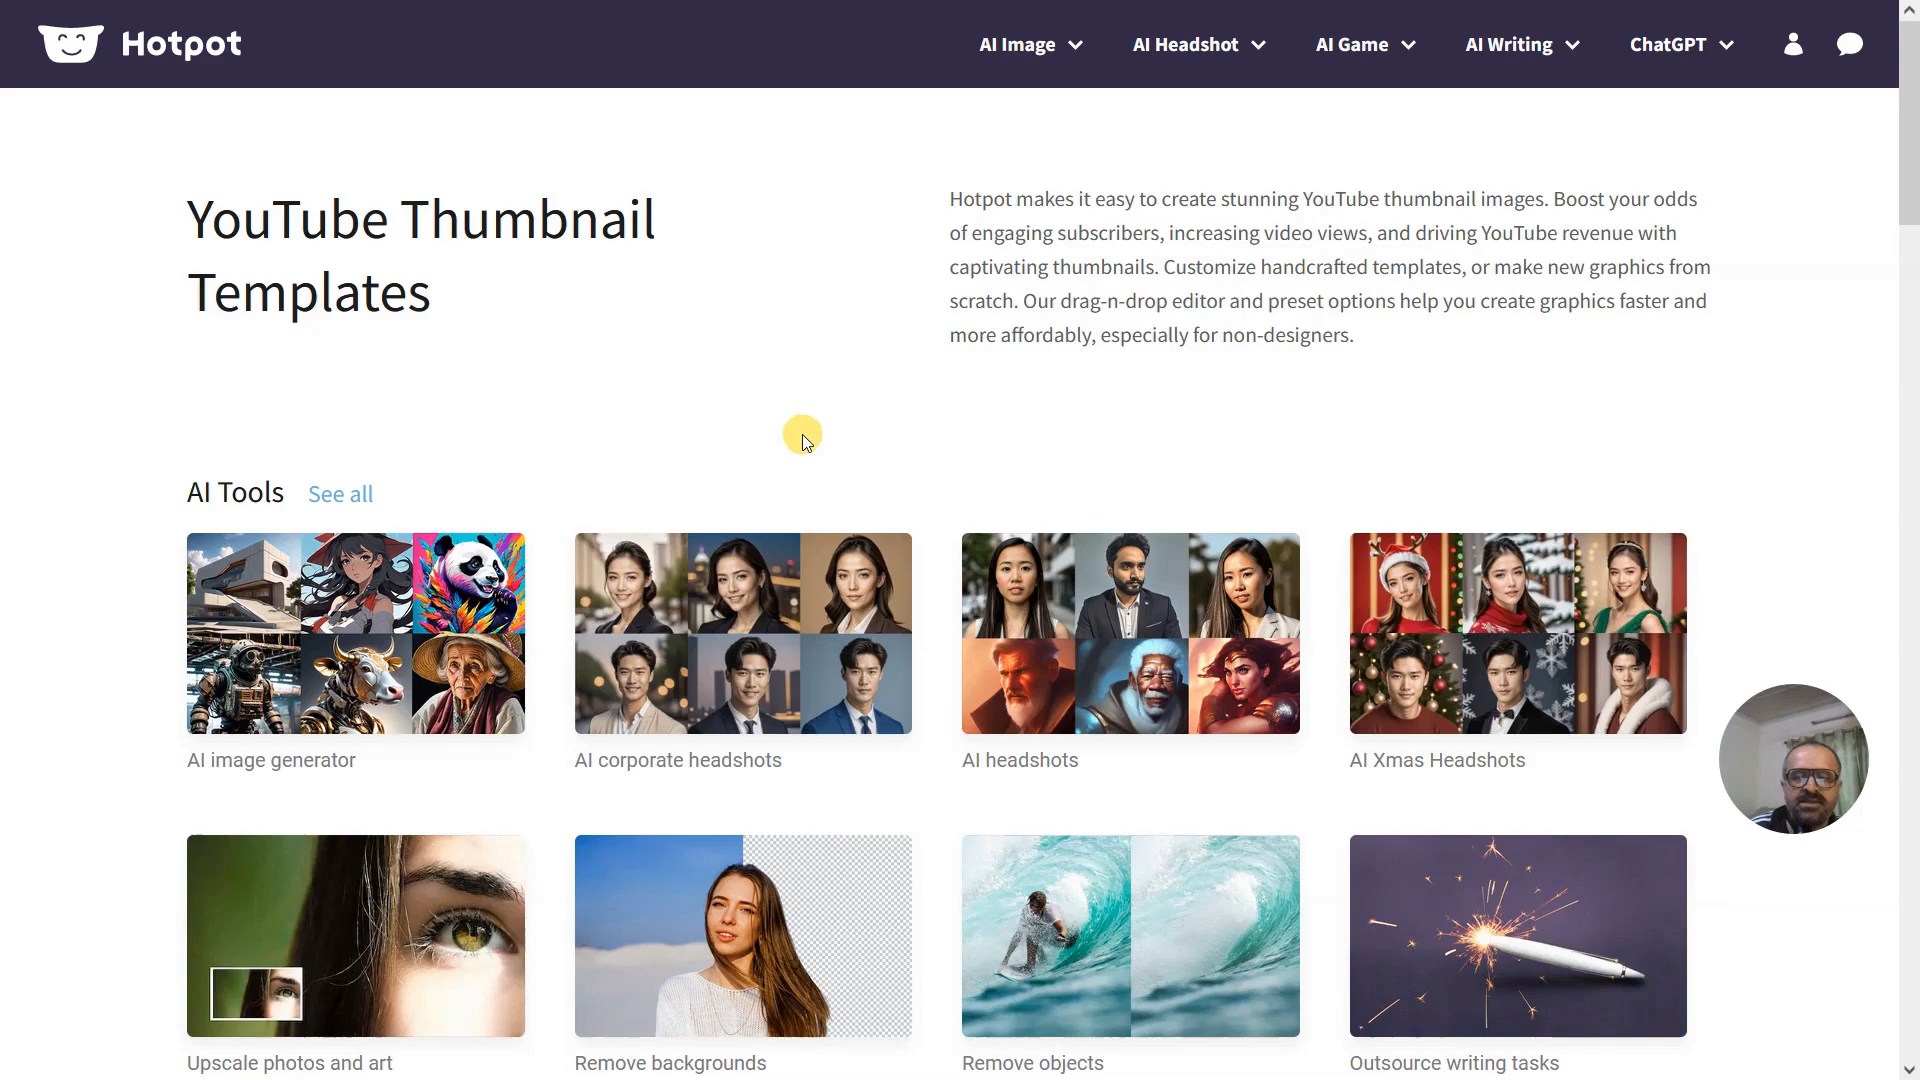 Hotpot
AI Image
AI Headshot
AI Game
AI Writing
ChatGPT
YouTube Thumbnail
Templates
Hotpot makes it easy to create stunning YouTube thumbnail images. Boost your odds
of engaging subscribers, increasing video views, and driving YouTube revenue with
captivating thumbnails. Customize handcrafted templates, or make new graphics from
scratch. Our drag-n-drop editor and preset options help you create graphics faster and
more affordably, especially for non-designers.
AI Tools See all
AI image generator
AI corporate headshots
AI headshots
AI Xmas Headshots
Upscale photos and art
Remove backgrounds
Remove objects
Outsource writing tasks